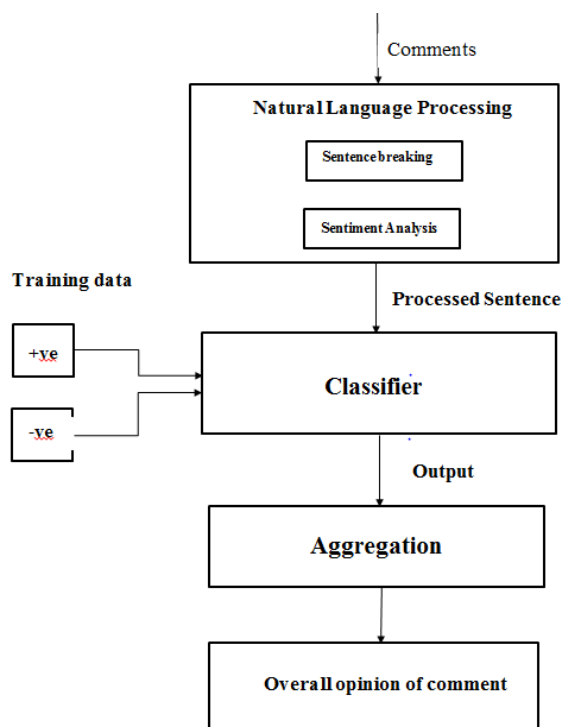 Comments
Natural Language Processing
Sentence breaking
Sentiment Analysis
Training data
Processed Sentence
+ve
Classifier
-ve
Output
Aggregation
Overall opinion of comment